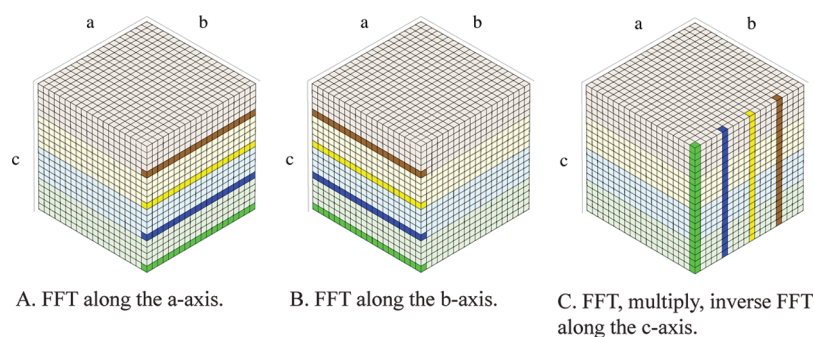 a
b
c
A. FFT along the a-axis.
a
b
c
B. FFT along the b-axis.
a
b
c
C. FFT, multiply, inverse FFT
along the c-axis.